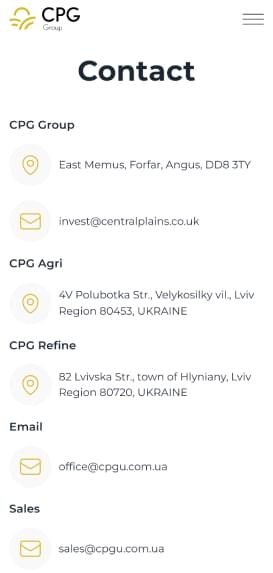 CPG
Group
Contact
CPG Group
East Memus, Forfar, Angus, DD8 3TY
invest@centralplains.co.uk
CPG Agri
4V Polubotka Str., Velykosilky vil., Lviv
Region 80453, UKRAINE
CPG Refine
82 Lvivska Str., town of Hlyniany, Lviv
Region 80720, UKRAINE
Email
office@cpgu.com.ua
Sales
sales@cpgu.com.ua